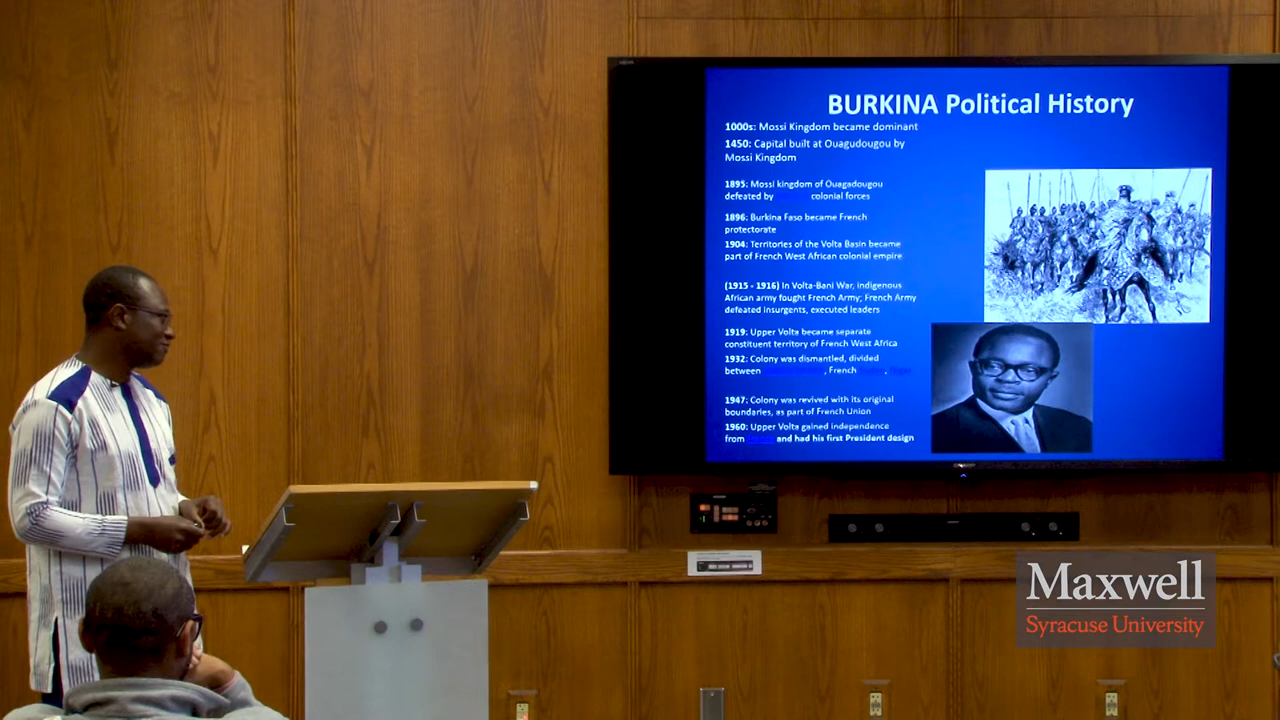 BURKINA Political History
1000s: Mossi Kingdom became dominant
1450: Capital built at Ouagudougou by
Mossi Kingdom
1895: Mossi kingdom of Ouagadougou
defeated by colonial forces
1896: Burkina Faso became French
protectorate
1904: Territories of the Volta Basin became
part of French West African colonial empire
(1915 - 1916) In Volta-Bani War, indigenous
African army fought French Army; French Army
defeated insurgents, executed leaders
1919: Upper Volta became separate
constituent territory of French West Africa
1932: Colony was dismantled, divided
between , French ,
1947: Colony was revived with its original
boundaries, as part of French Union
1960: Upper Volta gained independence
from and had his first President design
Maxwell
Syracuse University